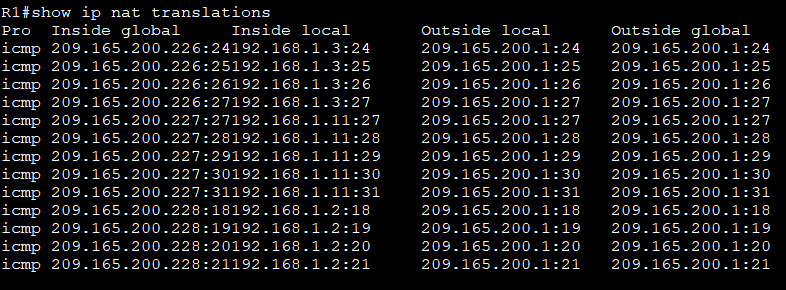 R1#show ip nat translations
Pro  Inside global     Inside local       Outside local      Outside global
icmp 209.165.200.226:24192.168.1.3:24     209.165.200.1:24   209.165.200.1:24
icmp 209.165.200.226:25192.168.1.3:25     209.165.200.1:25   209.165.200.1:25
icmp 209.165.200.226:26192.168.1.3:26     209.165.200.1:26   209.165.200.1:26
icmp 209.165.200.226:27192.168.1.3:27     209.165.200.1:27   209.165.200.1:27
icmp 209.165.200.227:27192.168.1.11:27    209.165.200.1:27   209.165.200.1:27
icmp 209.165.200.227:28192.168.1.11:28    209.165.200.1:28   209.165.200.1:28
icmp 209.165.200.227:29192.168.1.11:29    209.165.200.1:29   209.165.200.1:29
icmp 209.165.200.227:30192.168.1.11:30    209.165.200.1:30   209.165.200.1:30
icmp 209.165.200.227:31192.168.1.11:31    209.165.200.1:31   209.165.200.1:31
icmp 209.165.200.228:18192.168.1.2:18     209.165.200.1:18   209.165.200.1:18
icmp 209.165.200.228:19192.168.1.2:19     209.165.200.1:19   209.165.200.1:19
icmp 209.165.200.228:20192.168.1.2:20     209.165.200.1:20   209.165.200.1:20
icmp 209.165.200.228:21192.168.1.2:21     209.165.200.1:21   209.165.200.1:21